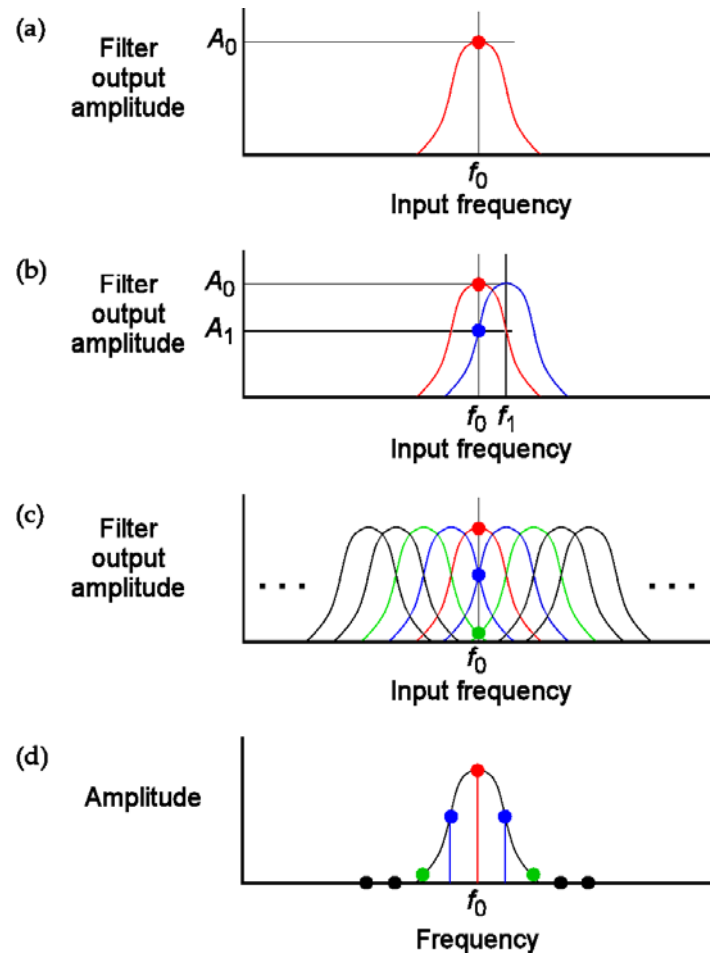 (a)
Filter
output
amplitude
A0
f0
Input frequency
(b)
Filter
output
amplitude
A0
A1
f0 f1
Input frequency
(c)
Filter
output
amplitude
...
...
f0
Input frequency
(d)
Amplitude
f0
Frequency